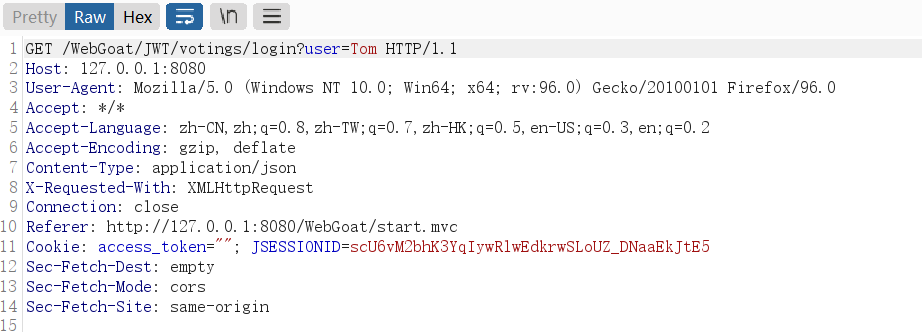 Pretty Raw Hex \n
1 GET /WebGoat/JWT/votings/login?user=Tom HTTP/1.1
2 Host: 127.0.0.1:8080
3 User-Agent: Mozilla/5.0 (Windows NT 10.0; Win64; x64; rv:96.0) Gecko/20100101 Firefox/96.0
4 Accept: */*
5 Accept-Language: zh-CN,zh;q=0.8,zh-TW;q=0.7,zh-HK;q=0.5,en-US;q=0.3,en;q=0.2
6 Accept-Encoding: gzip, deflate
7 Content-Type: application/json
8 X-Requested-With: XMLHttpRequest
9 Connection: close
10 Referer: http://127.0.0.1:8080/WebGoat/start.mvc
11 Cookie: access_token=""; JSESSIONID=scU6vM2bhK3YqIywRlwEdkrwSLoUZ_DNaaEkJtE5
12 Sec-Fetch-Dest: empty
13 Sec-Fetch-Mode: cors
14 Sec-Fetch-Site: same-origin
15